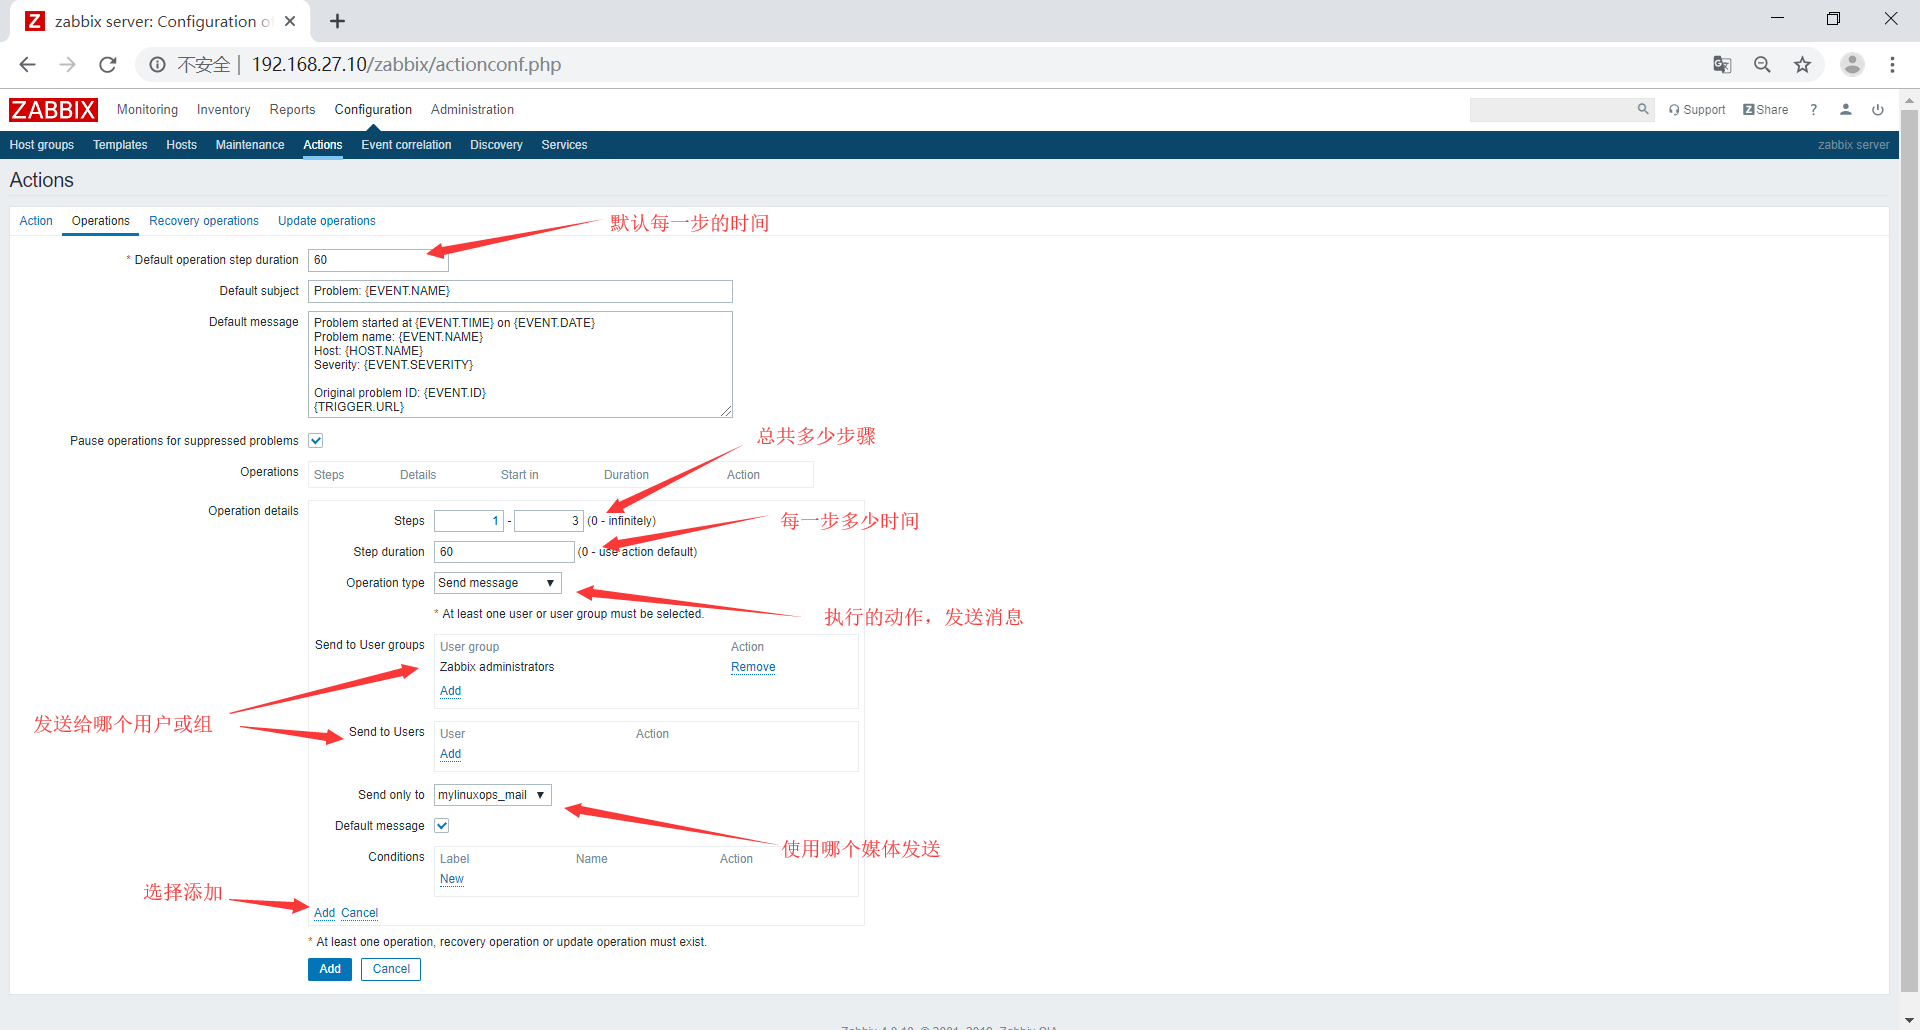 zabbix server: Configuration o
不安全 | 192.168.27.10/zabbix/actionconf.php
ZABBIX Monitoring Inventory Reports Configuration Administration Support Z Share ?
Host groups Templates Hosts Maintenance Actions Event correlation Discovery Services zabbix server
Actions
Action Operations Recovery operations Update operations
默认每一步的时间
* Default operation step duration 60
Default subject Problem: {EVENT.NAME}
Default message Problem started at {EVENT.TIME} on {EVENT.DATE}
Problem name: {EVENT.NAME}
Host: {HOST.NAME}
Severity: {EVENT.SEVERITY}
Original problem ID: {EVENT.ID}
{TRIGGER.URL}
Pause operations for suppressed problems
总共多少步骤
Operations Steps Details Start in Duration Action
Operation details
Steps 1 - 3 (0 - infinitely)
每一步多少时间
Step duration 60 (0 - use action default)
Operation type Send message
* At least one user or user group must be selected.
执行的动作，发送消息
Send to User groups User group Action
Zabbix administrators Remove
Add
发送给哪个用户或组
Send to Users User Action
Add
Send only to mylinuxops_mail
Default message
使用哪个媒体发送
Conditions Label Name Action
New
选择添加
Add Cancel
* At least one operation, recovery operation or update operation must exist.
Add Cancel